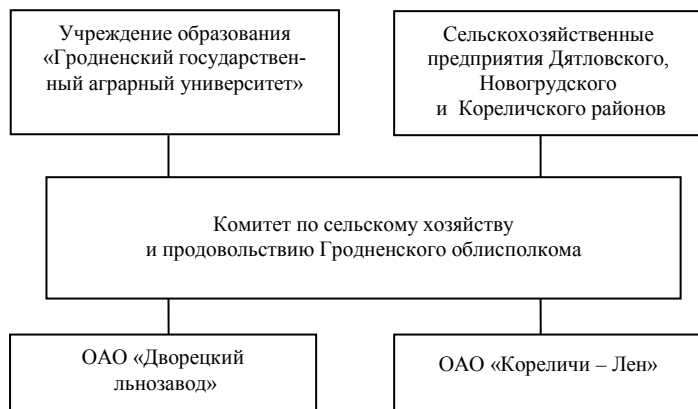 Учреждение образования
«Гродненский государствен-
ный аграрный университет»
Сельскохозяйственные
предприятия Дятловского,
Новогрудского
и Кореличского районов
Комитет по сельскому хозяйству
и продовольствию Гродненского облисполкома
ОАО «Дворецкий
льнозавод»
ОАО «Кореличи – Лен»